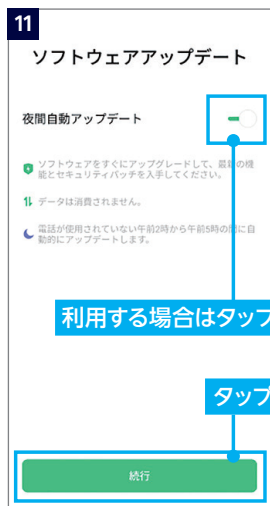 11
ソフトウェアアップデート
夜間自動アップデート
ソフトウェアをすぐにアップグレードして、最新の機
能とセキュリティパッチを入手してください。
データは消費されません。
電話が使用されていない午前2時から午前5時の間に自
動的にアップデートします。
利用する場合はタップ
タップ
続行